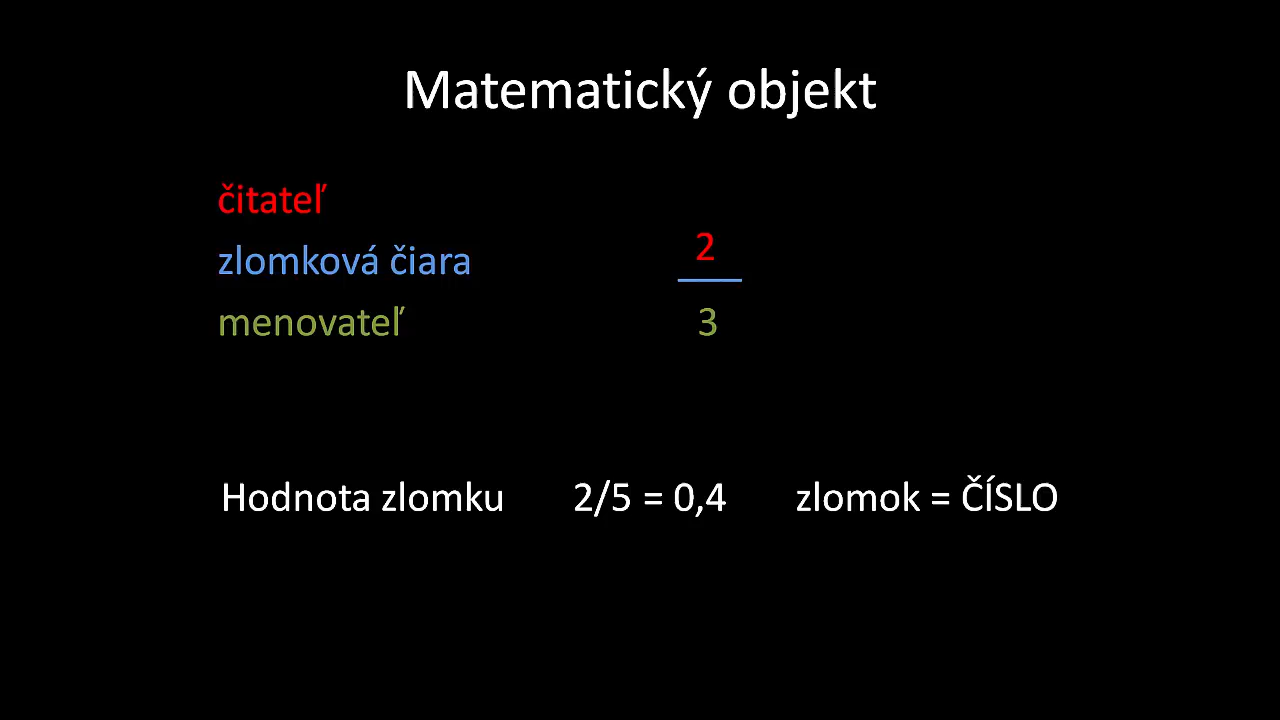 Matematický objekt
čitateľ
zlomková čiara
menovateľ
2
3
Hodnota zlomku 2/5 = 0,4 zlomok = ČÍSLO